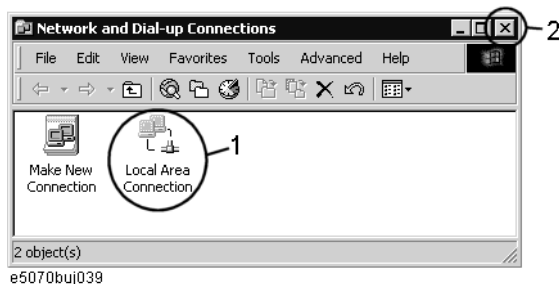 Network and Dial-up Connections
2
File Edit View Favorites Tools Advanced Help
1
Make New Connection
Local Area Connection
2 object(s)
e5070buj039